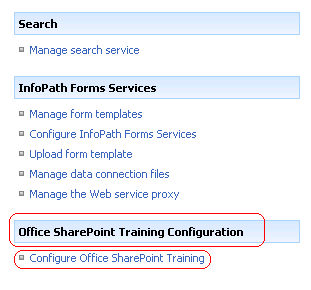 Search
Manage search service
InfoPath Forms Services
Manage form templates
Configure InfoPath Forms Services
Upload form template
Manage data connection files
Manage the Web service proxy
Office SharePoint Training Configuration
Configure Office SharePoint Training